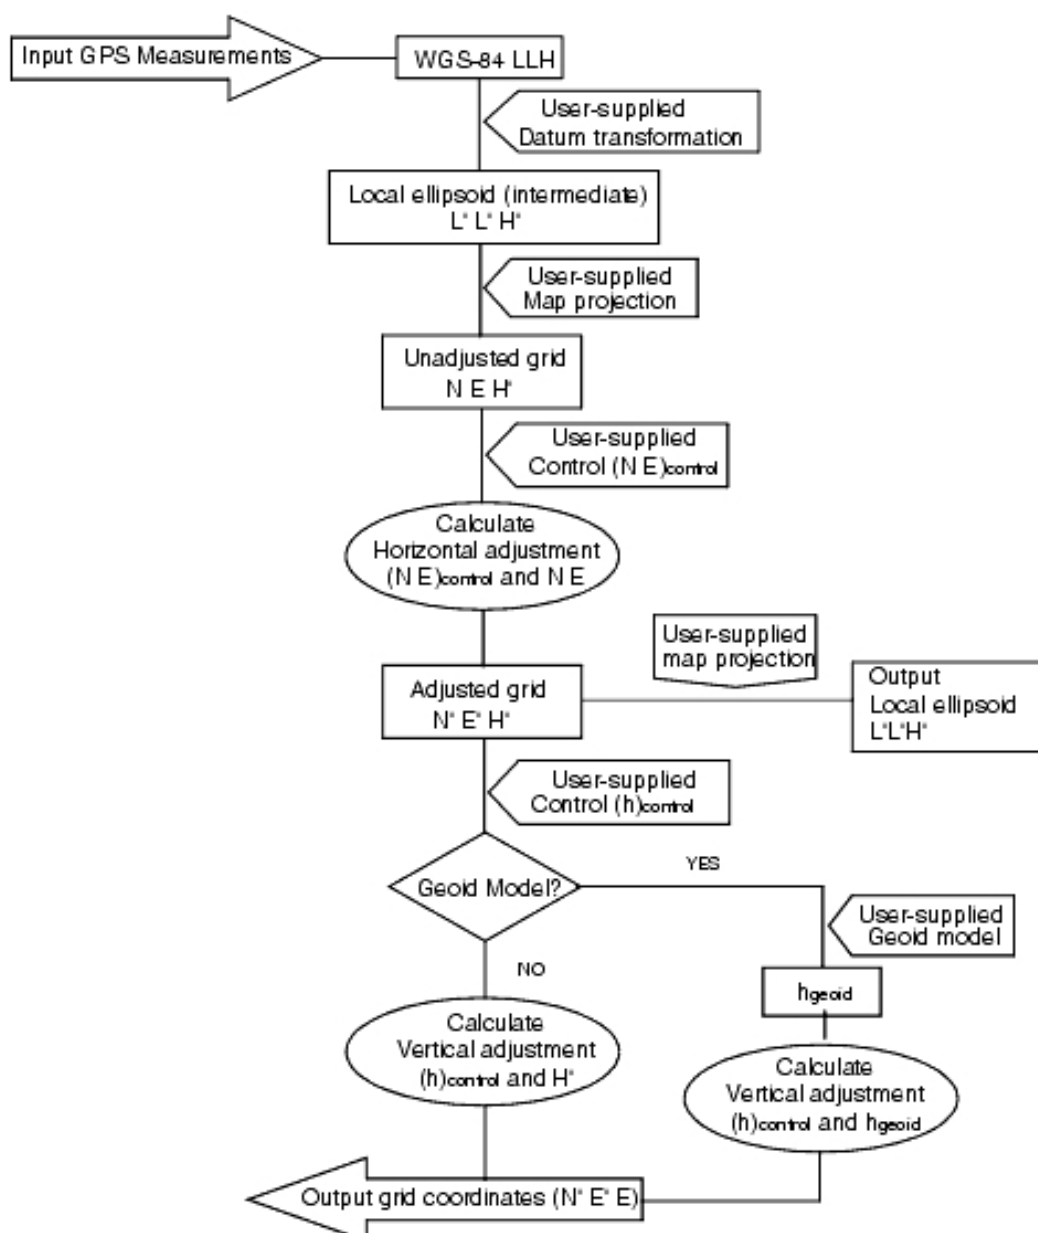 Input GPS Measurements
WGS-84 LLH
User-supplied
Datum transformation
Local ellipsoid (intermediate)
L' L' H'
User-supplied
Map projection
Unadjusted grid
N E H'
User-supplied
Control (N E)control
Calculate
Horizontal adjustment
(N E)control and N E
User-supplied
map projection
Adjusted grid
N' E' H'
Output
Local ellipsoid
L'L'H'
User-supplied
Control (h)control
Geoid Model?
YES
User-supplied
Geoid model
NO
hgeoid
Calculate
Vertical adjustment
(h)control and H'
Calculate
Vertical adjustment
(h)control and hgeoid
Output grid coordinates (N' E' E)